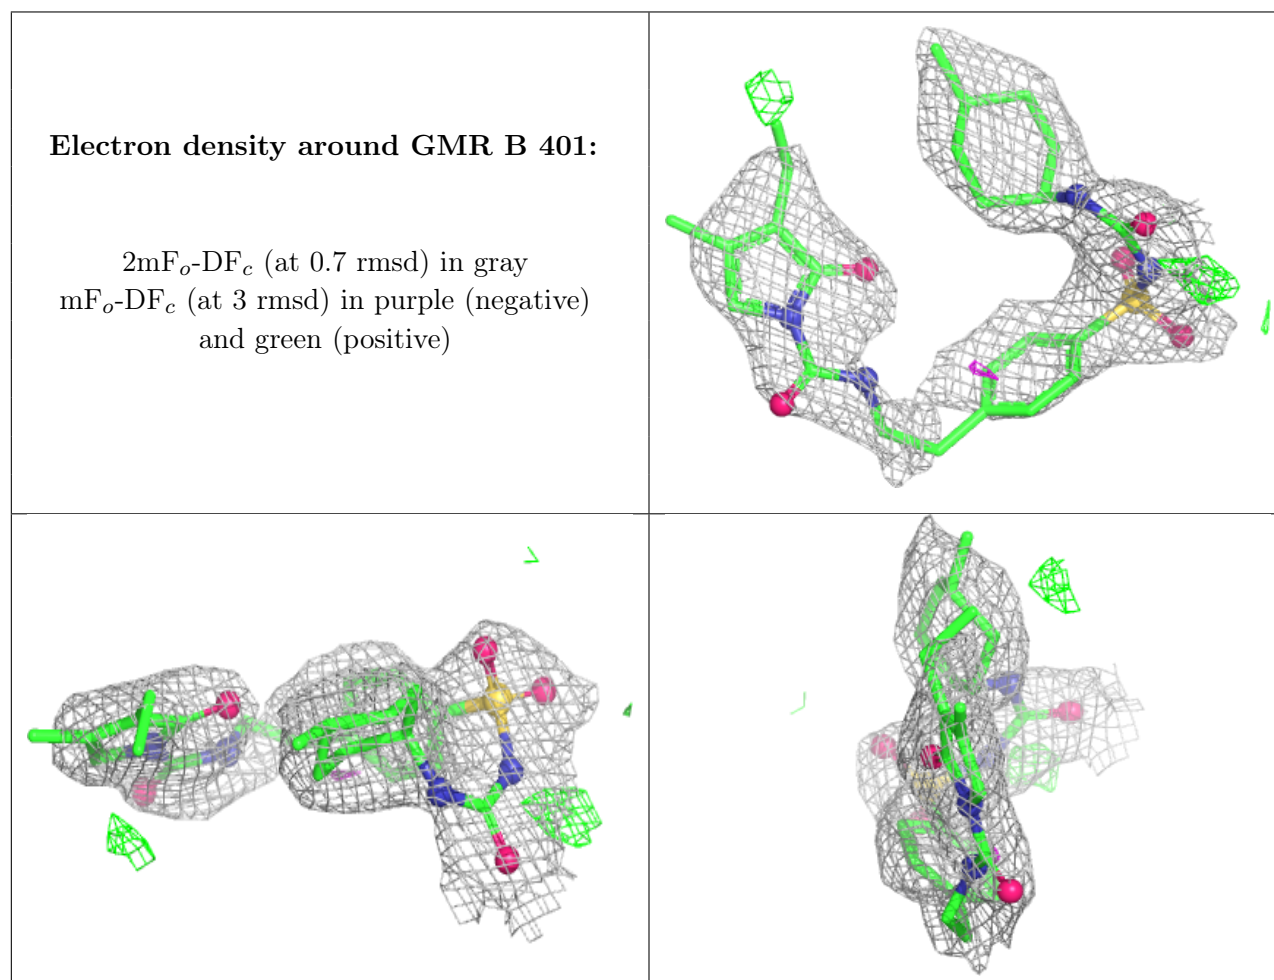 Electron density around GMR B 401:
2mFo-DFc (at 0.7 rmsd) in gray
mFo-DFc (at 3 rmsd) in purple (negative)
and green (positive)